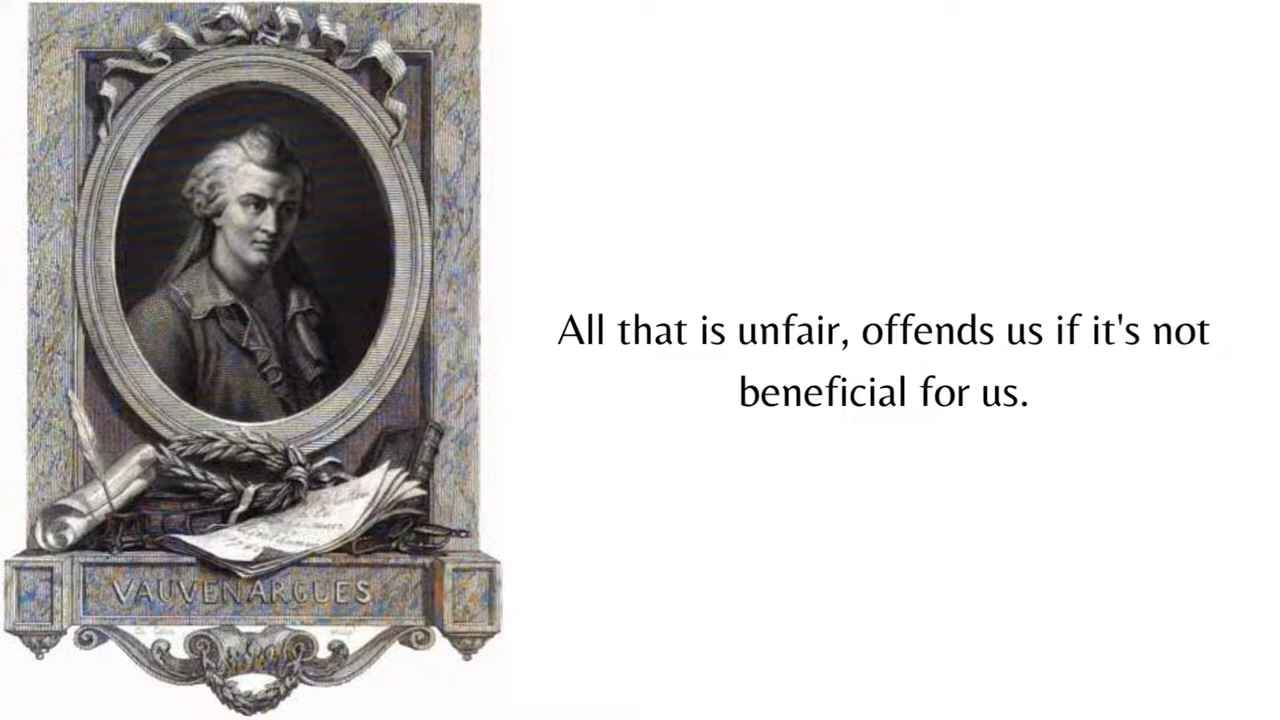 VAUVENARGUES
All that is unfair, offends us if it's not
beneficial for us.